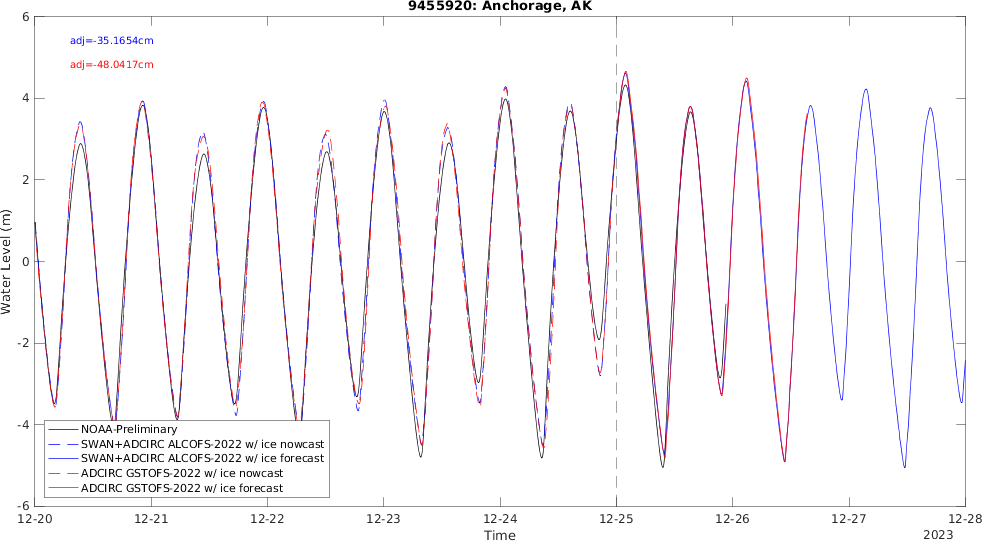 9455920: Anchorage, AK
6
adj=-35.1654cm
adj=-48.0417cm
4
2
0
-2
-4
-6
Water Level (m)
NOAA-Preliminary
SWAN+ADCIRC ALCOFS-2022 w/ ice nowcast
SWAN+ADCIRC ALCOFS-2022 w/ ice forecast
ADCIRC GSTOFS-2022 w/ ice nowcast
ADCIRC GSTOFS-2022 w/ ice forecast
12-20 12-21 12-22 12-23 12-24 12-25 12-26 12-27 12-28
Time
2023